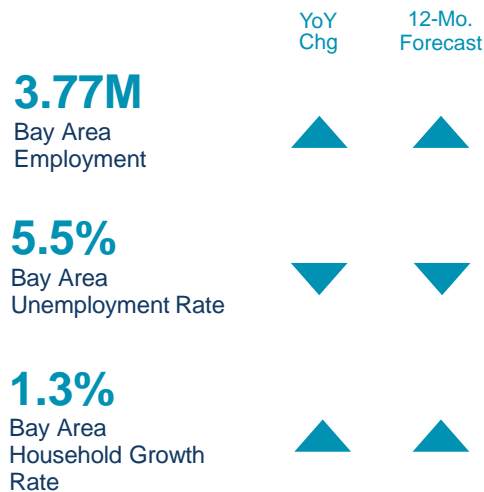 YoY
Chg
12-Mo.
Forecast
3.77M
Bay Area
Employment
5.5%
Bay Area
Unemployment Rate
1.3%
Bay Area
Household Growth
Rate